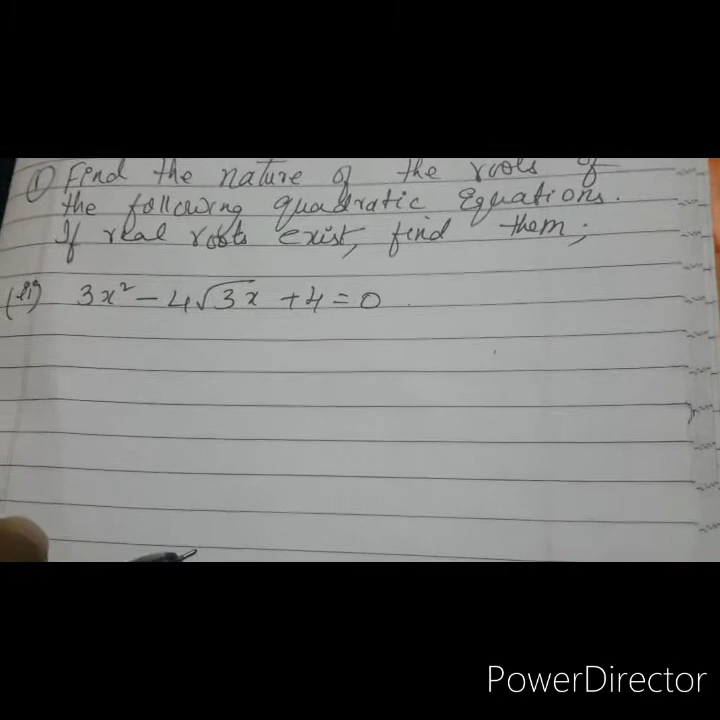 ① Find the nature of the roots of
the following quadratic Equations.
If real roots exist, find them;
(ii) 3x² - 4√3x + 4 = 0
PowerDirector